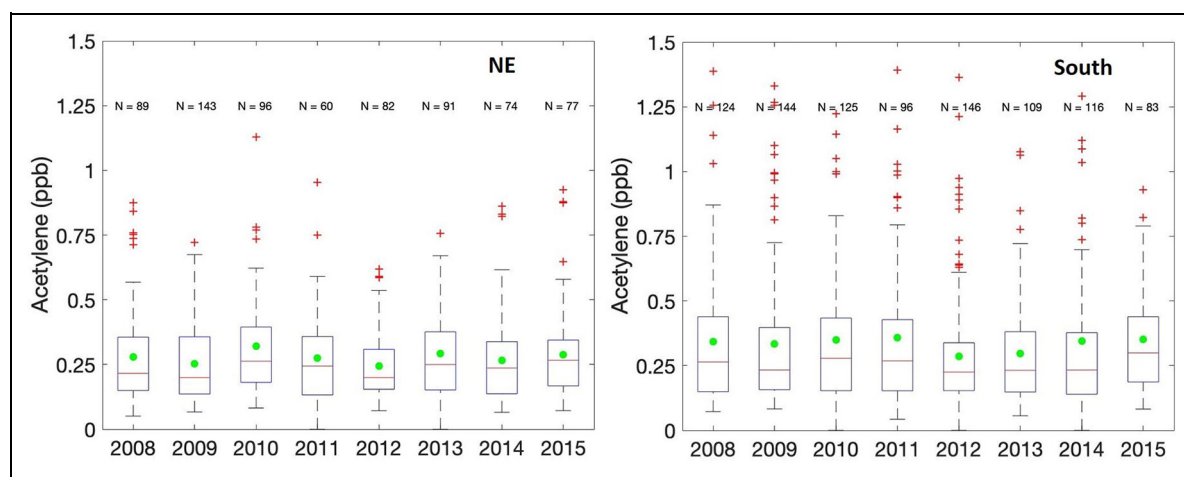 1.5
NE
1.25
N = 89 N = 143 N = 96 N = 60 N = 82 N = 91 N = 74 N = 77
1
0.75
0.5
0.25
0
Acetylene (ppb)
2008 2009 2010 2011 2012 2013 2014 2015
1.5
South
1.25
N = 124 N = 144 N = 125 N = 96 N = 146 N = 109 N = 116 N = 83
1
0.75
0.5
0.25
0
Acetylene (ppb)
2008 2009 2010 2011 2012 2013 2014 2015